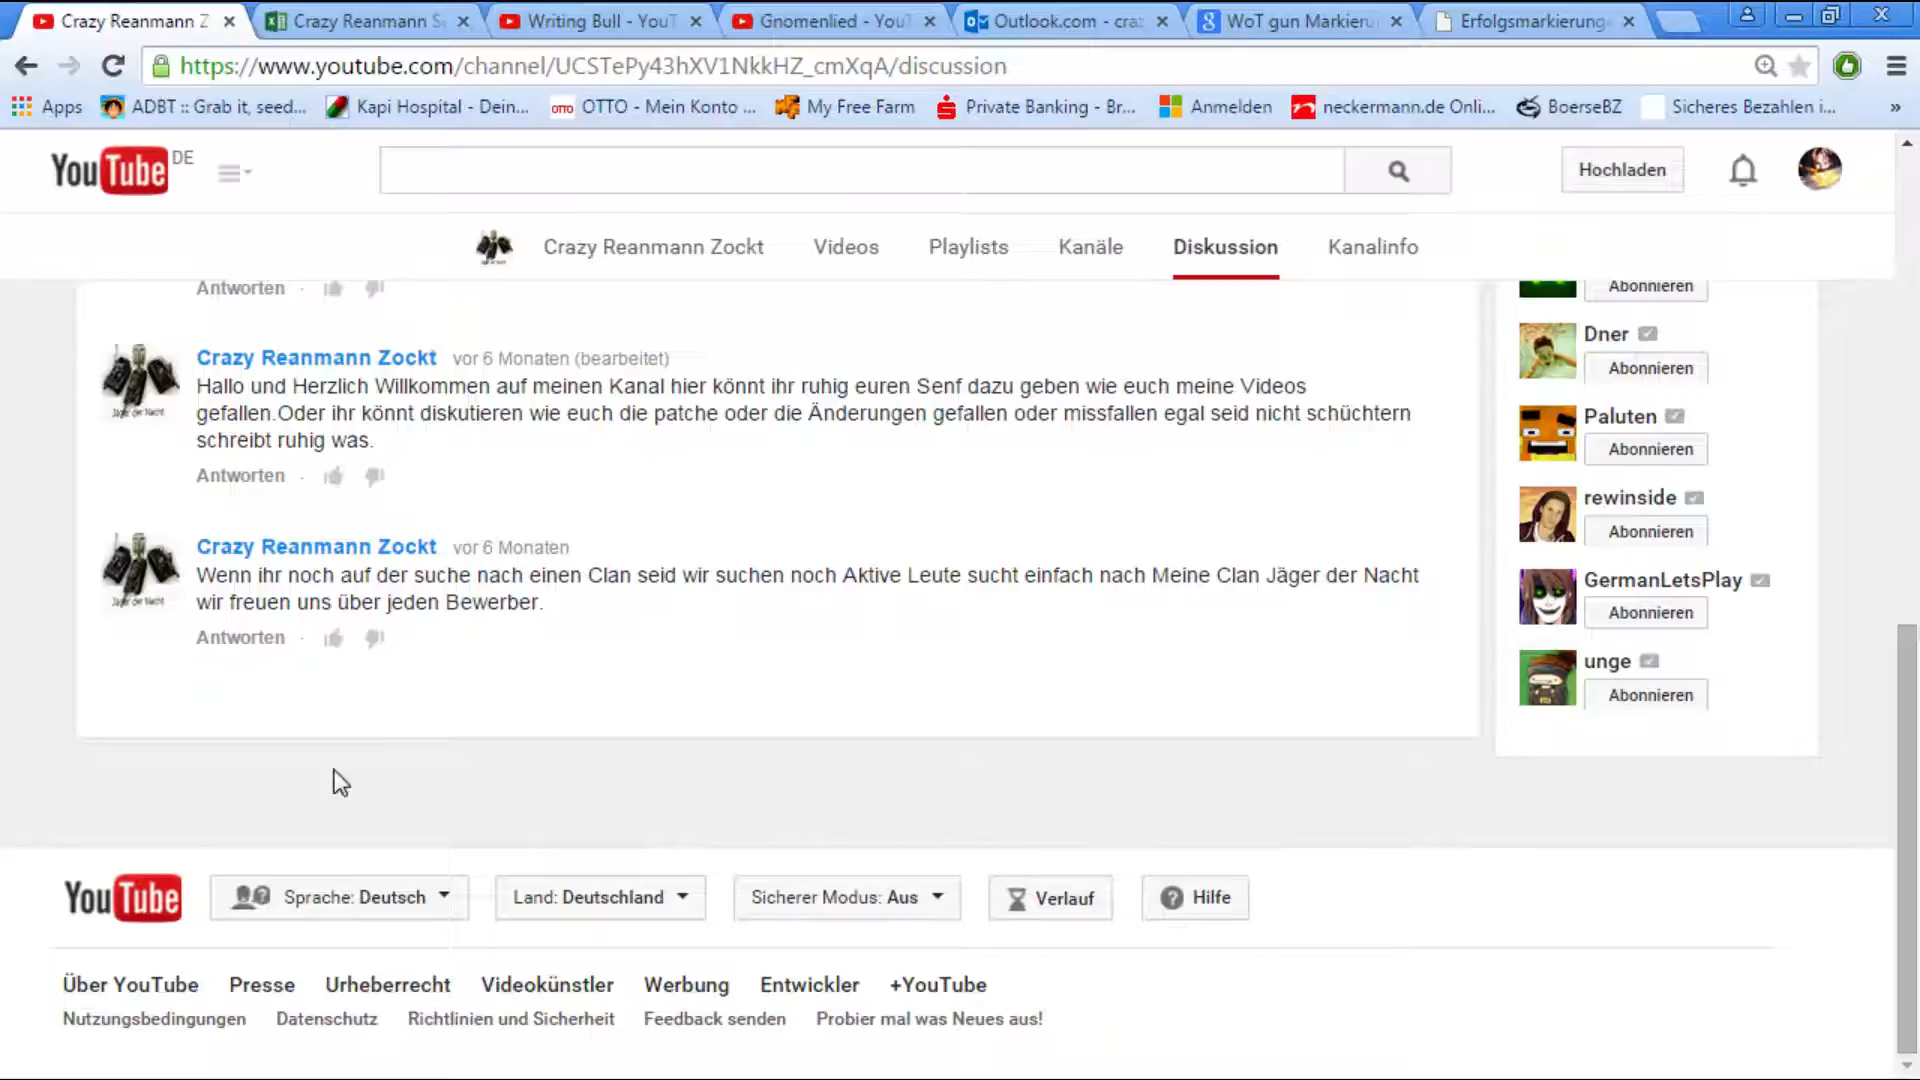 Crazy Reanmann Z
Crazy Reanmann S
Writing Bull - YouT
Gnomenlied - YouT
Outlook.com - craz
WoT gun Markieru
Erfolgsmarkierung
https://www.youtube.com/channel/UCSTePy43hXV1NkkHZ_cmXqA/discussion
Apps
ADBT :: Grab it, seed...
Kapi Hospital - Dein...
OTTO
OTTO - Mein Konto ...
My Free Farm
Private Banking - Br...
Anmelden
neckermann.de Onli...
BoerseBZ
Sicheres Bezahlen i...
»
YouTube DE
Hochladen
Crazy Reanmann Zockt
Videos
Playlists
Kanäle
Diskussion
Kanalinfo
Antworten
Crazy Reanmann Zockt vor 6 Monaten (bearbeitet)
Hallo und Herzlich Willkommen auf meinen Kanal hier könnt ihr ruhig euren Senf dazu geben wie euch meine Videos
gefallen.Oder ihr könnt diskutieren wie euch die patche oder die Änderungen gefallen oder missfallen egal seid nicht schüchtern
schreibt ruhig was.
Antworten
Jäger der Nacht
Crazy Reanmann Zockt vor 6 Monaten
Wenn ihr noch auf der suche nach einen Clan seid wir suchen noch Aktive Leute sucht einfach nach Meine Clan Jäger der Nacht
wir freuen uns über jeden Bewerber.
Antworten
Jäger der Nacht
Abonnieren
Dner
Abonnieren
Paluten
Abonnieren
rewinside
Abonnieren
GermanLetsPlay
Abonnieren
unge
Abonnieren
YouTube
Sprache: Deutsch
Land: Deutschland
Sicherer Modus: Aus
Verlauf
Hilfe
Über YouTube
Presse
Urheberrecht
Videokünstler
Werbung
Entwickler
+YouTube
Nutzungsbedingungen
Datenschutz
Richtlinien und Sicherheit
Feedback senden
Probier mal was Neues aus!